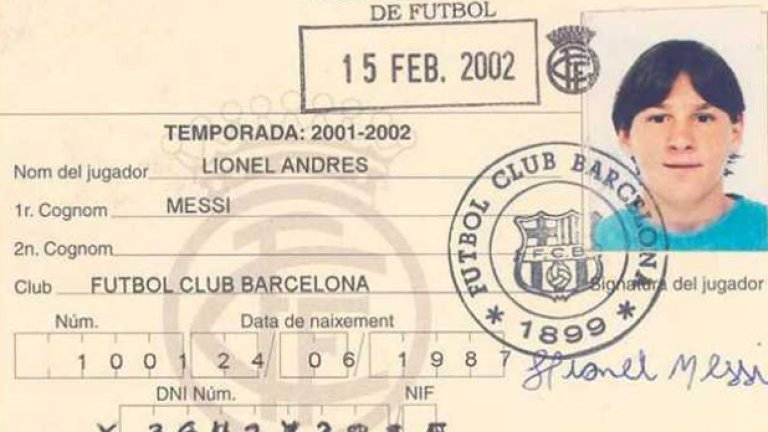 DE FUTBOL
15 FEB. 2002
TEMPORADA: 2001-2002
Nom del jugador LIONEL ANDRES
1r. Cognom MESSI
2n. Cognom
Club FUTBOL CLUB BARCELONA
FUTBOL CLUB BARCELONA
F.C.B
* 1899 *
Signatura del jugador
Núm. Data de naixement
1 0 0 1 2 4 / 0 6 / 1 9 8 7
Lionel Messi
DNI Núm. NIF